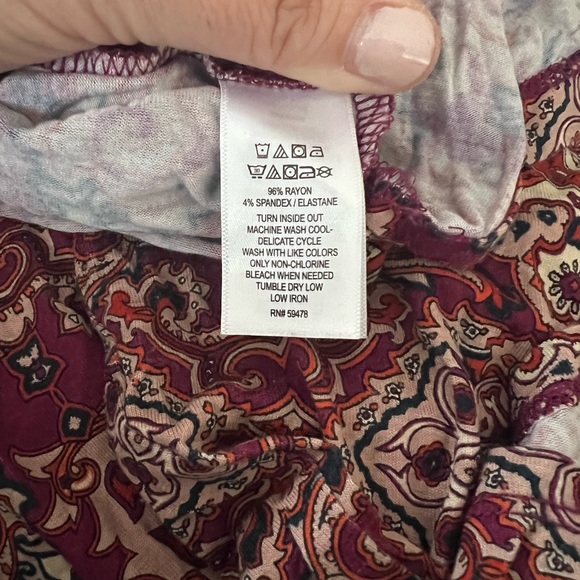 96% RAYON
4% SPANDEX / ELASTANE
TURN INSIDE OUT
MACHINE WASH COOL-
DELICATE CYCLE
WASH WITH LIKE COLORS
ONLY NON-CHLORINE
BLEACH WHEN NEEDED
TUMBLE DRY LOW
LOW IRON
RN# 59478